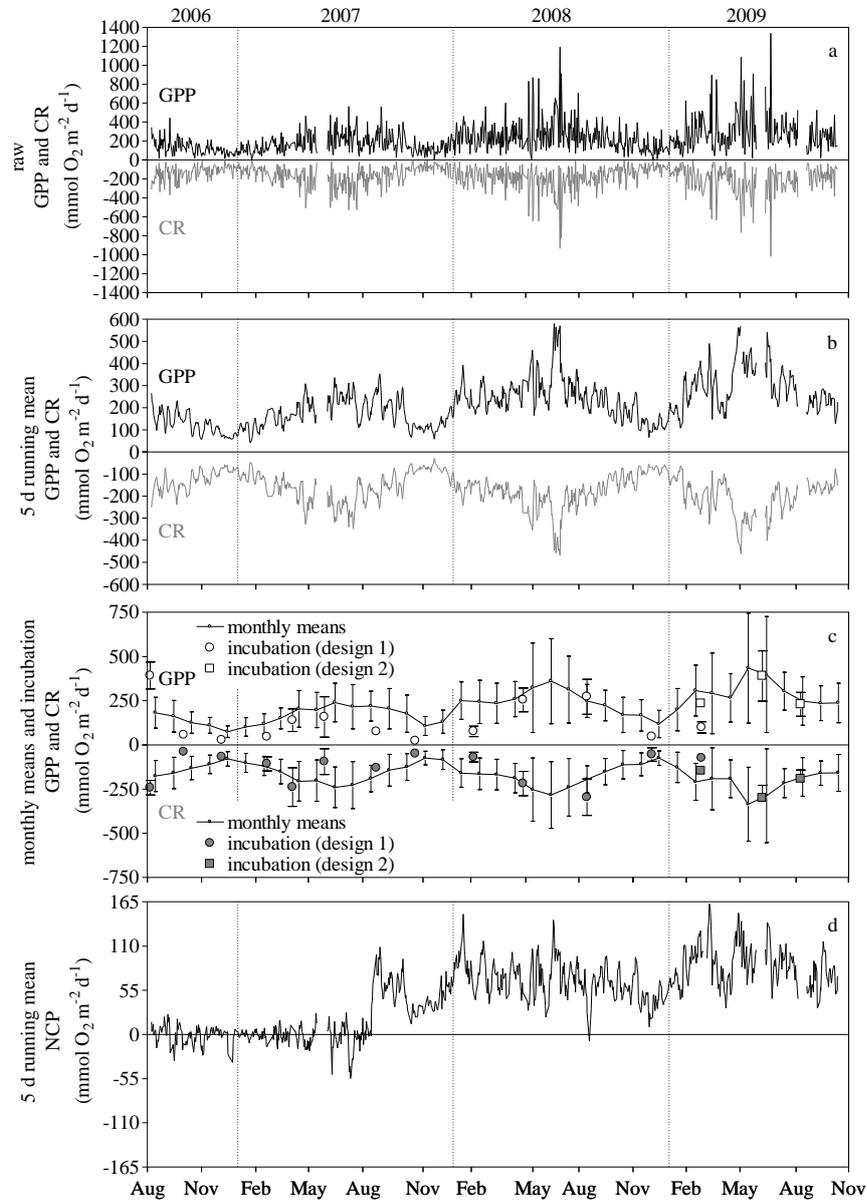 2006 2007 2008 2009
a
raw
GPP and CR
(mmol O2 m-2 d-1)
1400
1200
1000
800
600
400
200
0
-200
-400
-600
-800
-1000
-1200
-1400
GPP
CR
b
5 d running mean
GPP and CR
(mmol O2 m-2 d-1)
600
500
400
300
200
100
0
-100
-200
-300
-400
-500
-600
GPP
CR
c
monthly means and incubation
GPP and CR
(mmol O2 m-2 d-1)
750
500
250
0
-250
-500
-750
GPP
monthly means
incubation (design 1)
incubation (design 2)
CR
monthly means
incubation (design 1)
incubation (design 2)
d
5 d running mean
NCP
(mmol O2 m-2 d-1)
165
110
55
0
-55
-110
-165
Aug Nov Feb May Aug Nov Feb May Aug Nov Feb May Aug Nov